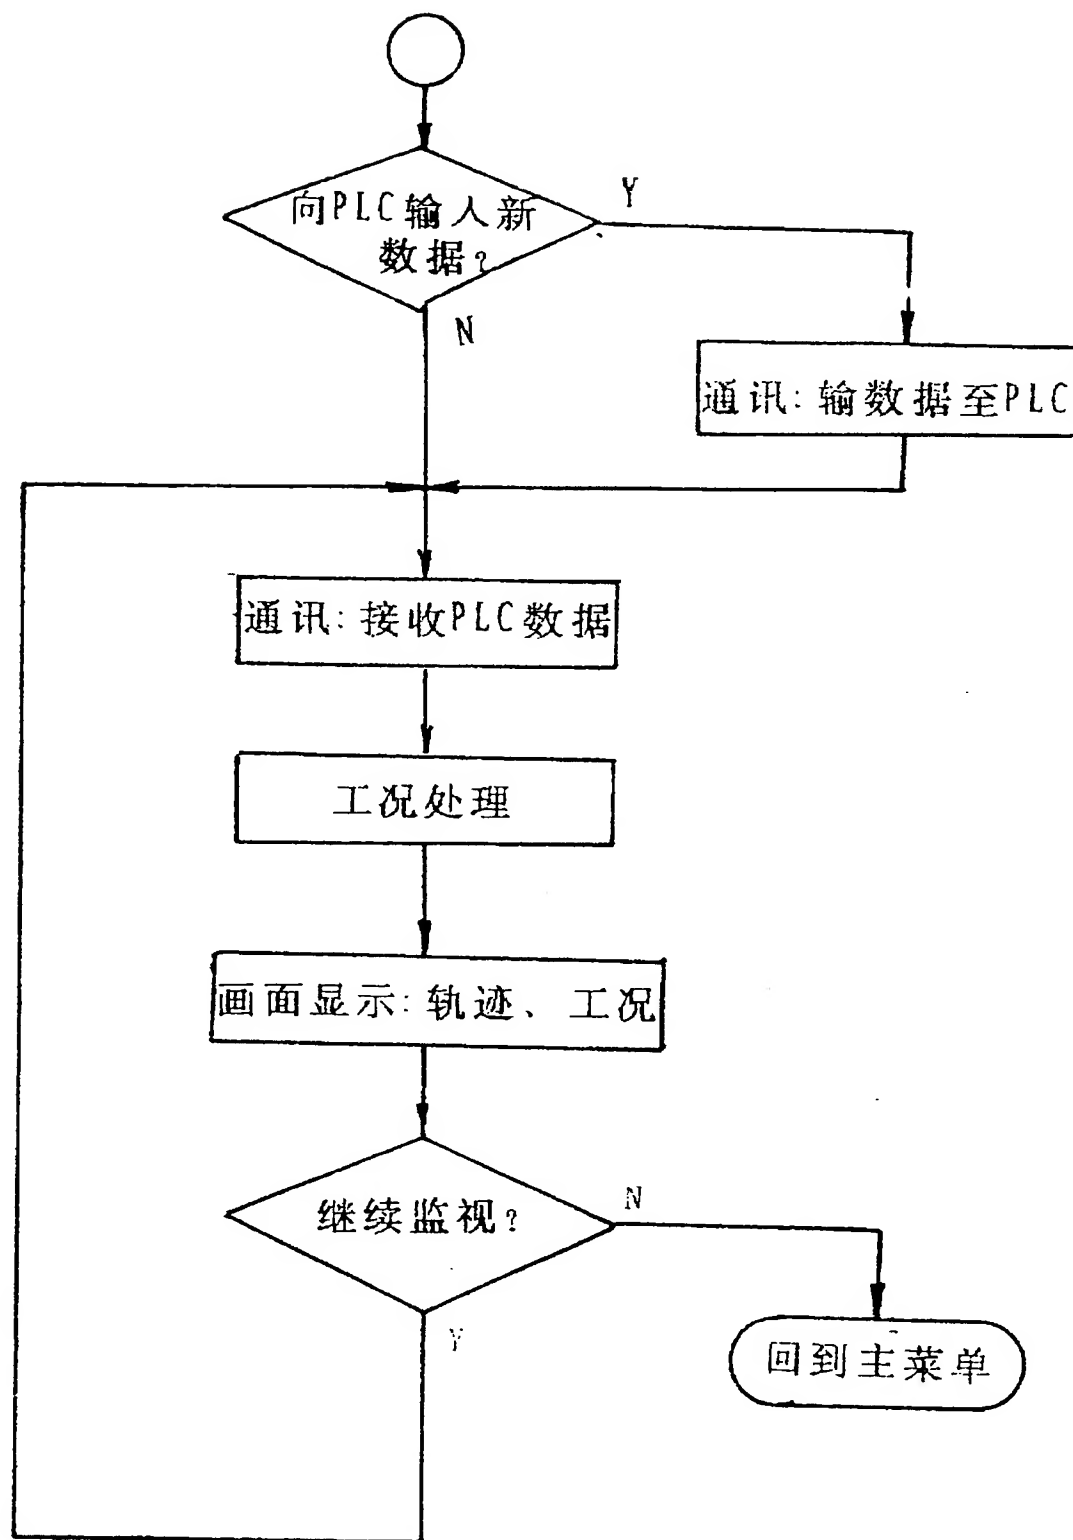 向PLC输人新
数据?
Y
N
通讯:输数据至PLC
通讯:接收PLC数据
工况处理
画面显示:轨迹、工况
继续监视?
N
Y
回到主菜单